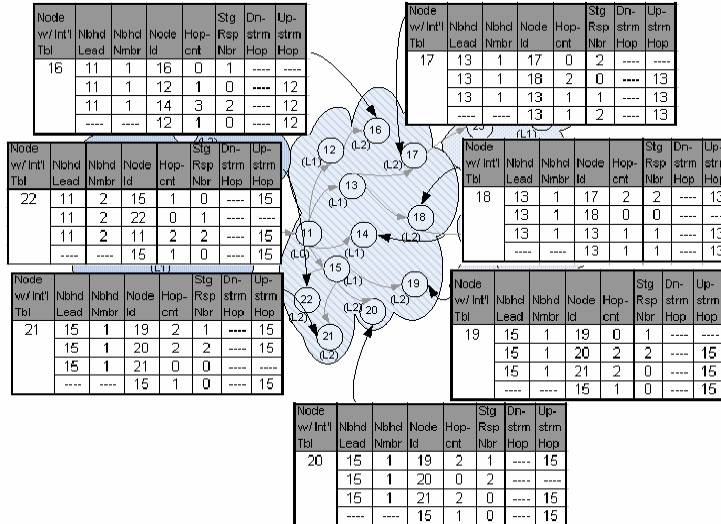 Node w/ Int'l Tbl Nbhd Lead Nbhd Nmbr Node Id Hop-cnt Stg Rsp Nbr Dn-strm Hop Up-strm Hop
16 11 1 16 0 1 ---- ----
11 1 12 1 0 ---- 12
11 1 14 3 2 ---- 12
---- ---- 12 1 0 ---- 12
Node w/ Int'l Tbl Nbhd Lead Nbhd Nmbr Node Id Hop-cnt Stg Rsp Nbr Dn-strm Hop Up-strm Hop
17 13 1 17 0 2 ---- ----
13 1 18 2 0 ---- 13
13 1 13 1 1 ---- 13
---- ---- 13 1 2 ---- 13
Node w/ Int'l Tbl Nbhd Lead Nbhd Nmbr Node Id Hop-cnt Stg Rsp Nbr Dn-strm Hop Up-strm Hop
22 11 2 15 1 0 ---- 15
11 2 22 0 1 ---- ----
11 2 11 2 2 ---- 15
---- ---- 15 1 0 ---- 15
Node w/ Int'l Tbl Nbhd Lead Nbhd Nmbr Node Id Hop-cnt Stg Rsp Nbr Dn-strm Hop Up-strm Hop
18 13 1 17 2 2 ---- 13
13 1 18 0 0 ---- ----
13 1 13 1 1 ---- 13
---- ---- 13 1 1 ---- 13
16
(L2)
12
(L1)
17
(L2)
(L1)
13
(L1)
18
(L2)
11
(L0)
14
(L1)
15
(L1)
19
(L2)
22
(L2)
20
(L2)
21
(L2)
(L1)
Node w/ Int'l Tbl Nbhd Lead Nbhd Nmbr Node Id Hop-cnt Stg Rsp Nbr Dn-strm Hop Up-strm Hop
21 15 1 19 2 1 ---- 15
15 1 20 2 2 ---- 15
15 1 21 0 0 ---- ----
---- ---- 15 1 0 ---- 15
Node w/ Int'l Tbl Nbhd Lead Nbhd Nmbr Node Id Hop-cnt Stg Rsp Nbr Dn-strm Hop Up-strm Hop
19 15 1 19 0 1 ---- ----
15 1 20 2 2 ---- 15
15 1 21 2 0 ---- 15
---- ---- 15 1 0 ---- 15
Node w/ Int'l Tbl Nbhd Lead Nbhd Nmbr Node Id Hop-cnt Stg Rsp Nbr Dn-strm Hop Up-strm Hop
20 15 1 19 2 1 ---- 15
15 1 20 0 2 ---- ----
15 1 21 2 0 ---- 15
---- ---- 15 1 0 ---- 15